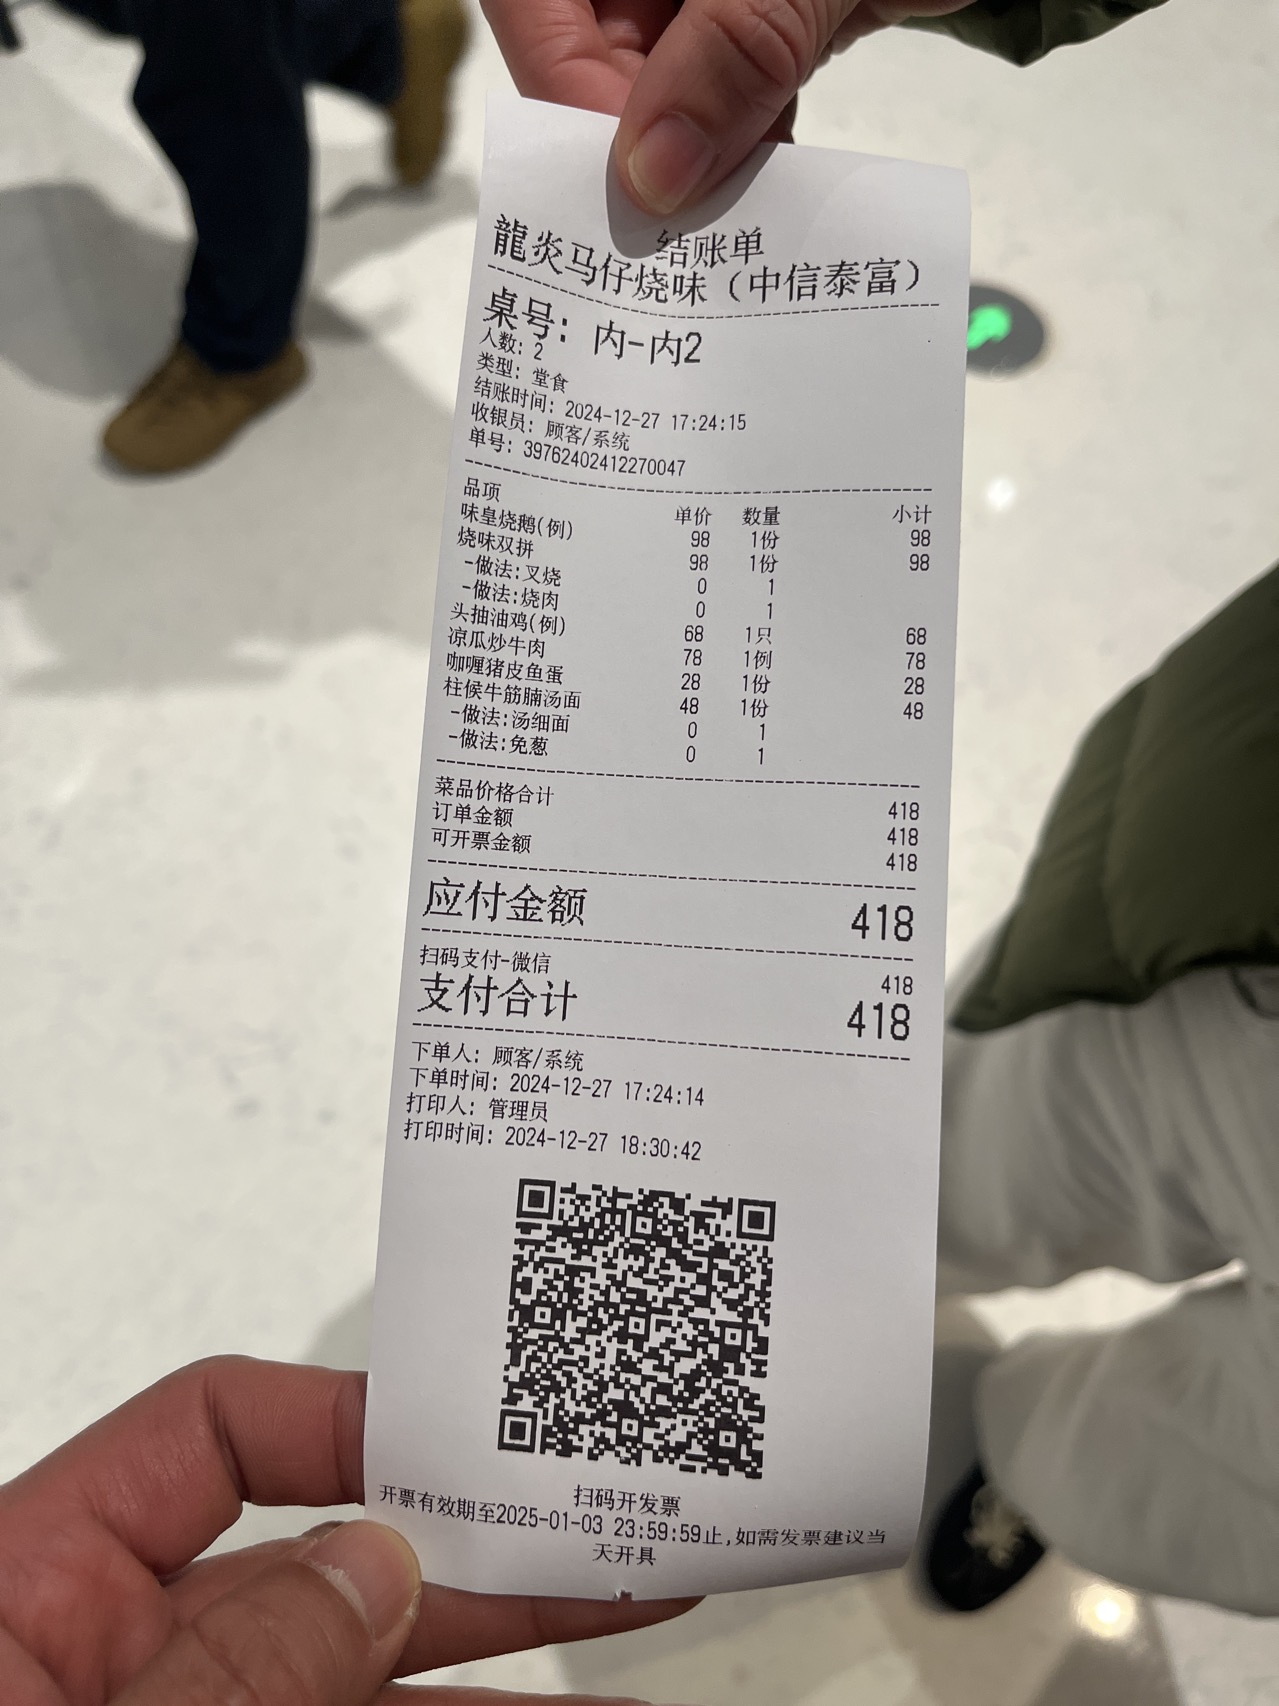 结账单
龍炎马仔烧味（中信泰富）
桌号: 内-内2
人数: 2
类型: 堂食
结账时间: 2024-12-27 17:24:15
收银员: 顾客/系统
单号: 39762402412270047
品项 单价 数量 小计
味皇烧鹅(例) 98 1份 98
烧味双拼 98 1份 98
-做法:叉烧 0 1
-做法:烧肉 0 1
头抽油鸡(例) 68 1只 68
凉瓜炒牛肉 78 1例 78
咖喱猪皮鱼蛋 28 1份 28
柱候牛筋腩汤面 48 1份 48
-做法:汤细面 0 1
-做法:免葱 0 1
菜品价格合计 418
订单金额 418
可开票金额 418
应付金额 418
扫码支付-微信 418
支付合计 418
下单人: 顾客/系统
下单时间: 2024-12-27 17:24:14
打印人: 管理员
打印时间: 2024-12-27 18:30:42
扫码开发票
开票有效期至2025-01-03 23:59:59止,如需发票建议当
天开具